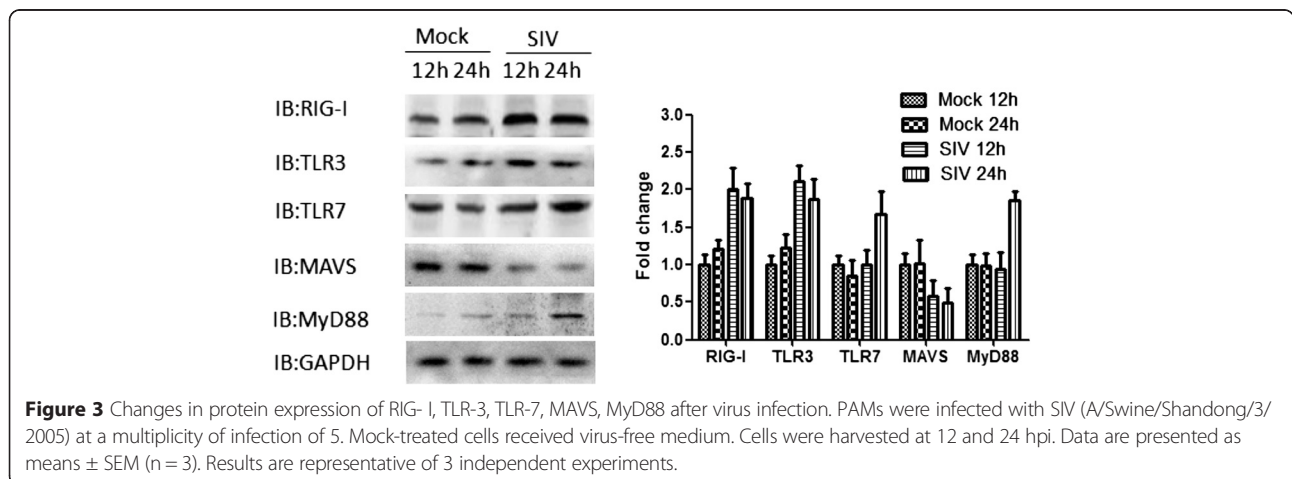 Mock SIV
12h 24h 12h 24h
IB:RIG-I
IB:TLR3
IB:TLR7
IB:MAVS
IB:MyD88
IB:GAPDH
Mock 12h
Mock 24h
SIV 12h
SIV 24h
Fold change
3.0
2.5
2.0
1.5
1.0
0.5
0.0
RIG-I TLR3 TLR7 MAVS MyD88
Figure 3 Changes in protein expression of RIG- I, TLR-3, TLR-7, MAVS, MyD88 after virus infection. PAMs were infected with SIV (A/Swine/Shandong/3/
2005) at a multiplicity of infection of 5. Mock-treated cells received virus-free medium. Cells were harvested at 12 and 24 hpi. Data are presented as
means ± SEM (n = 3). Results are representative of 3 independent experiments.